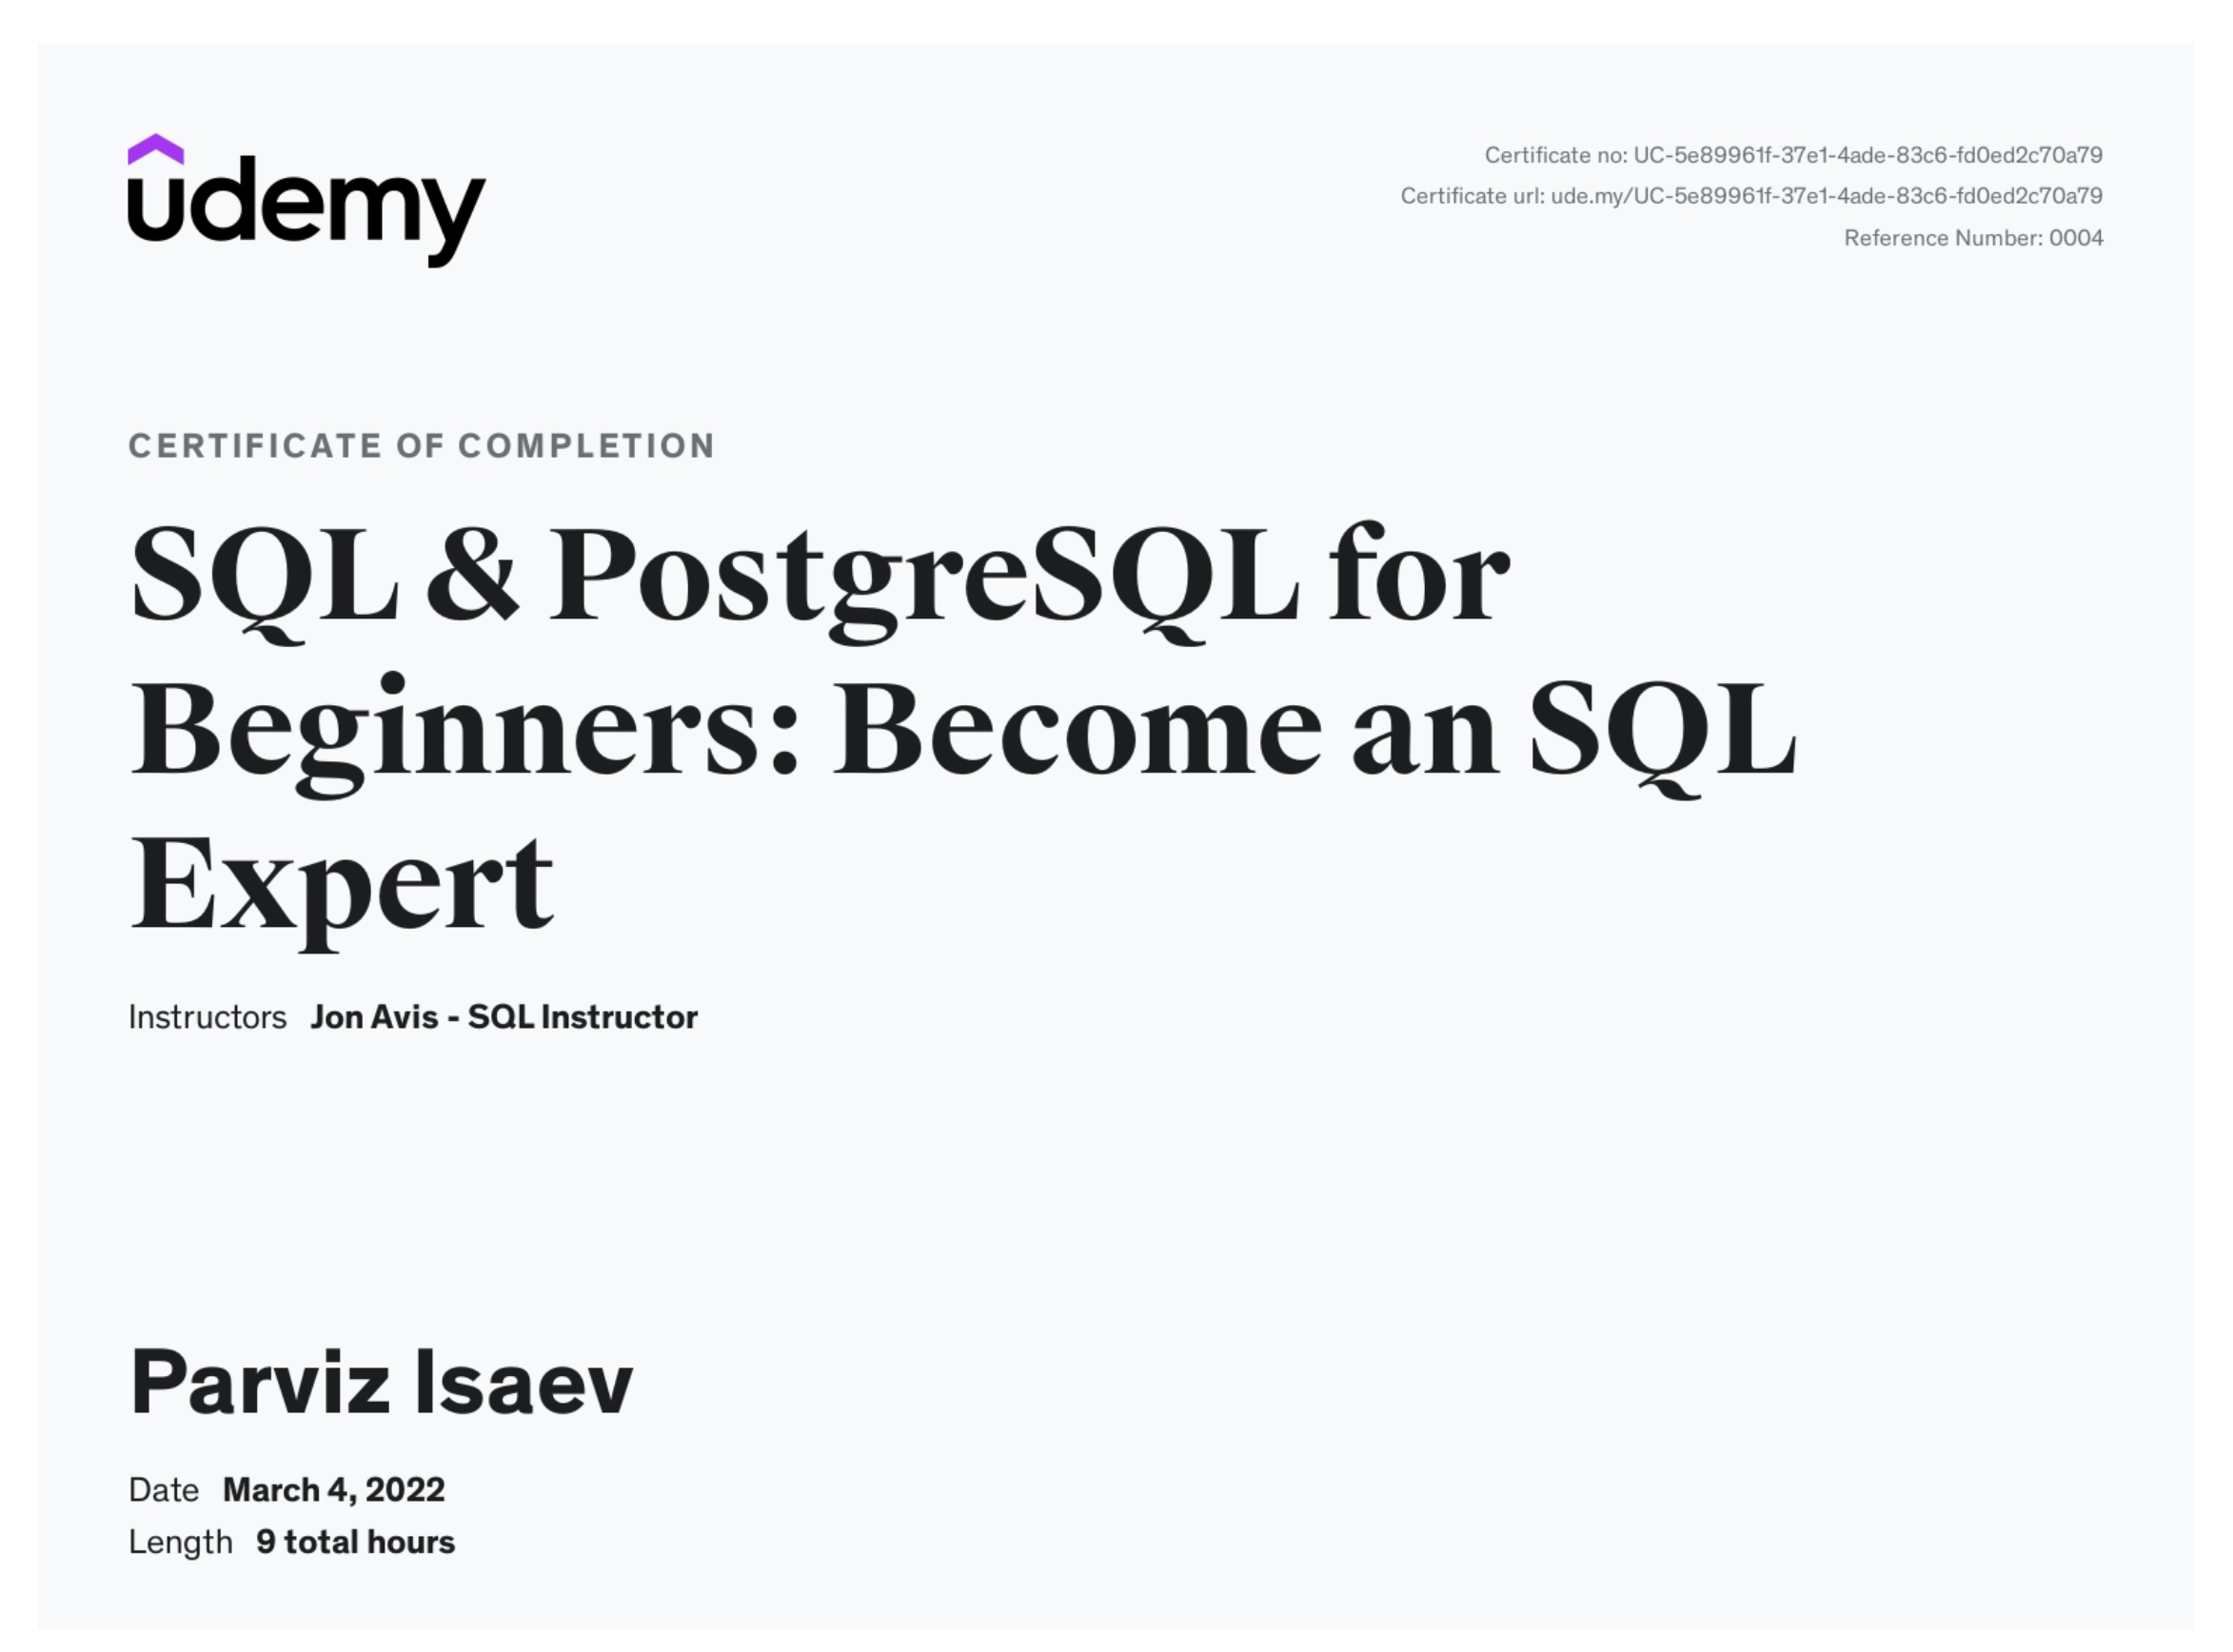 udemy
Certificate no: UC-5e89961f-37e1-4ade-83c6-fd0ed2c70a79
Certificate url: ude.my/UC-5e89961f-37e1-4ade-83c6-fd0ed2c70a79
Reference Number: 0004
CERTIFICATE OF COMPLETION
SQL & PostgreSQL for
Beginners: Become an SQL
Expert
Instructors Jon Avis - SQL Instructor
Parviz Isaev
Date March 4, 2022
Length 9 total hours